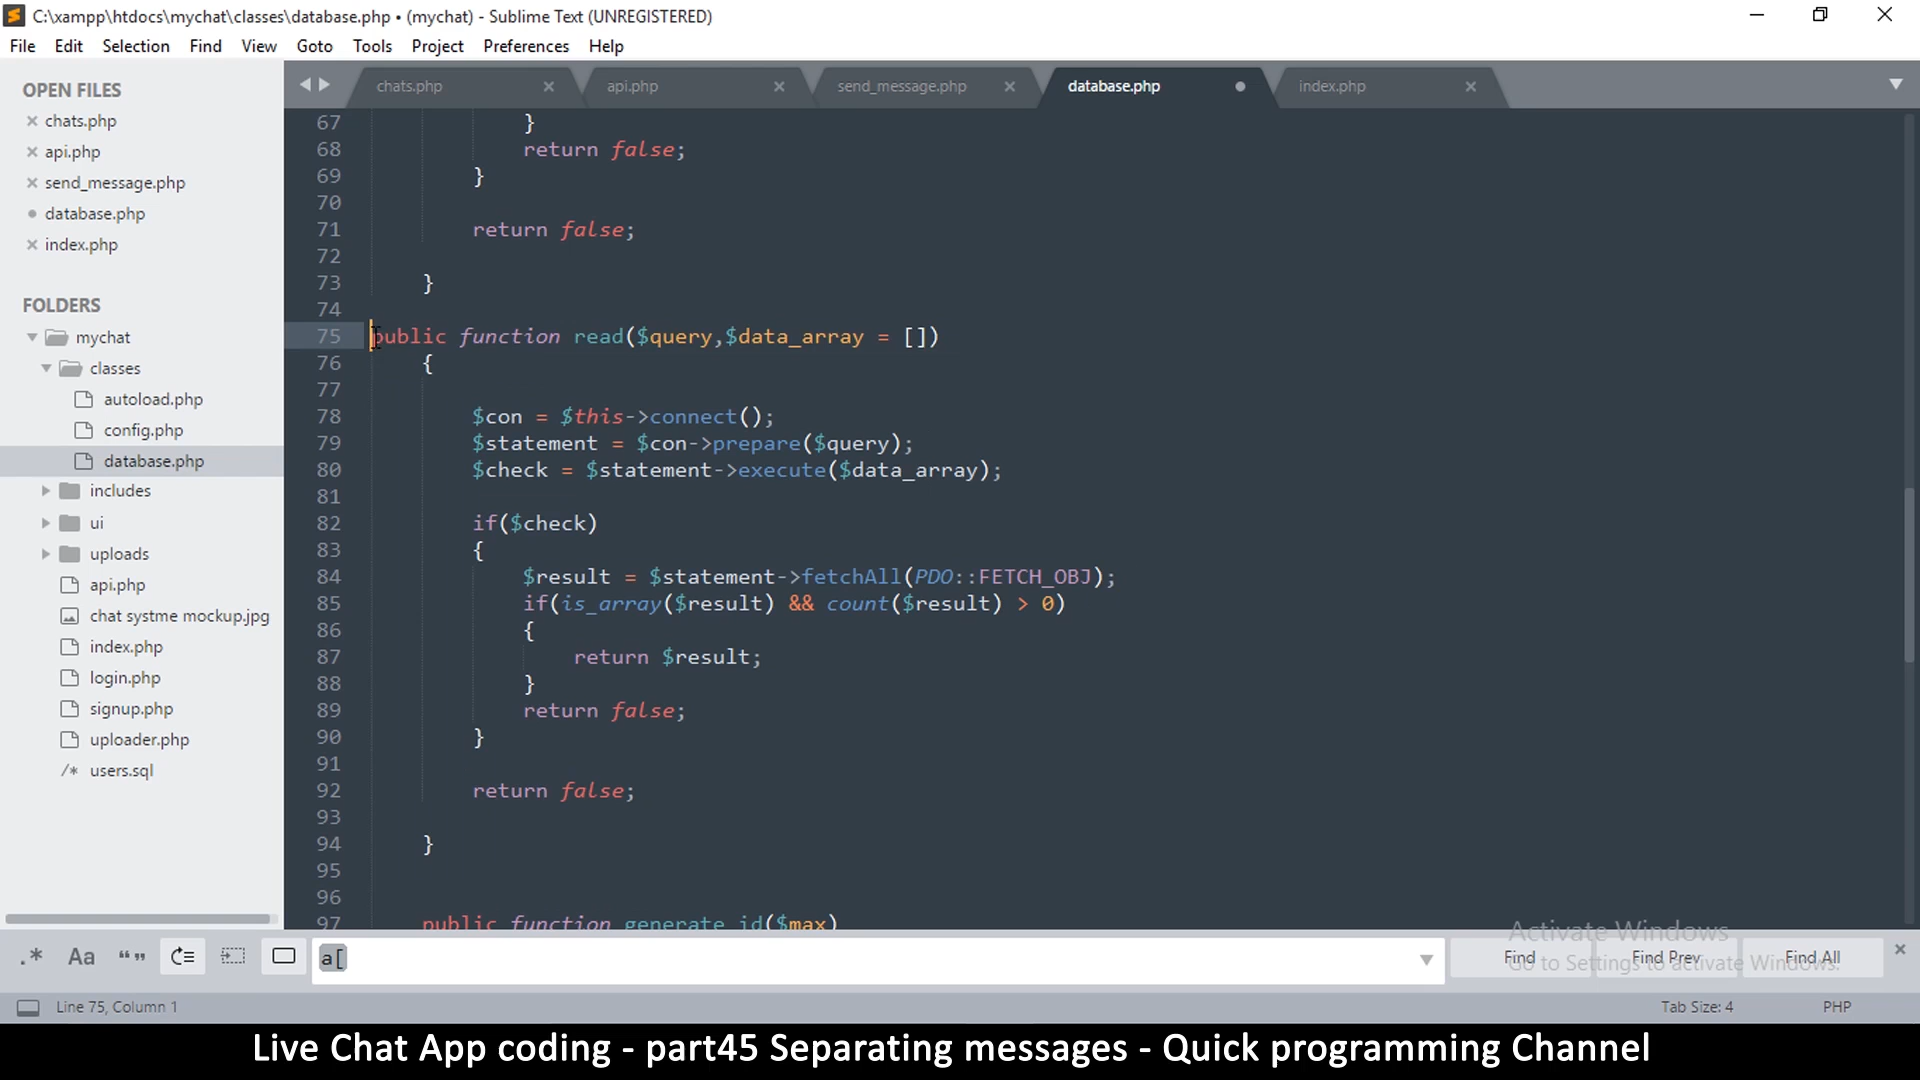 C:\xampp\htdocs\mychat\classes\database.php • (mychat) - Sublime Text (UNREGISTERED)
File Edit Selection Find View Goto Tools Project Preferences Help
OPEN FILES
chats.php
api.php
send_message.php
database.php
index.php
FOLDERS
mychat
classes
autoload.php
config.php
database.php
includes
ui
uploads
api.php
chat systme mockup.jpg
index.php
login.php
signup.php
uploader.php
/* users.sql
chats.php api.php send_message.php database.php index.php
67 }
68 return false;
69 }
70
71 return false;
72
73 }
74
75 public function read($query,$data_array = [])
76 {
77
78 $con = $this->connect();
79 $statement = $con->prepare($query);
80 $check = $statement->execute($data_array);
81
82 if($check)
83 {
84 $result = $statement->fetchAll(PDO::FETCH_OBJ);
85 if(is_array($result) && count($result) > 0)
86 {
87 return $result;
88 }
89 return false;
90 }
91
92 return false;
93
94 }
95
96
97 public function generate_id($max)
.* Aa “” a[ Find Find Prev Find All
Activate Windows
Go to Settings to activate Windows.
Line 75, Column 1 Tab Size: 4 PHP
Live Chat App coding - part45 Separating messages - Quick programming Channel